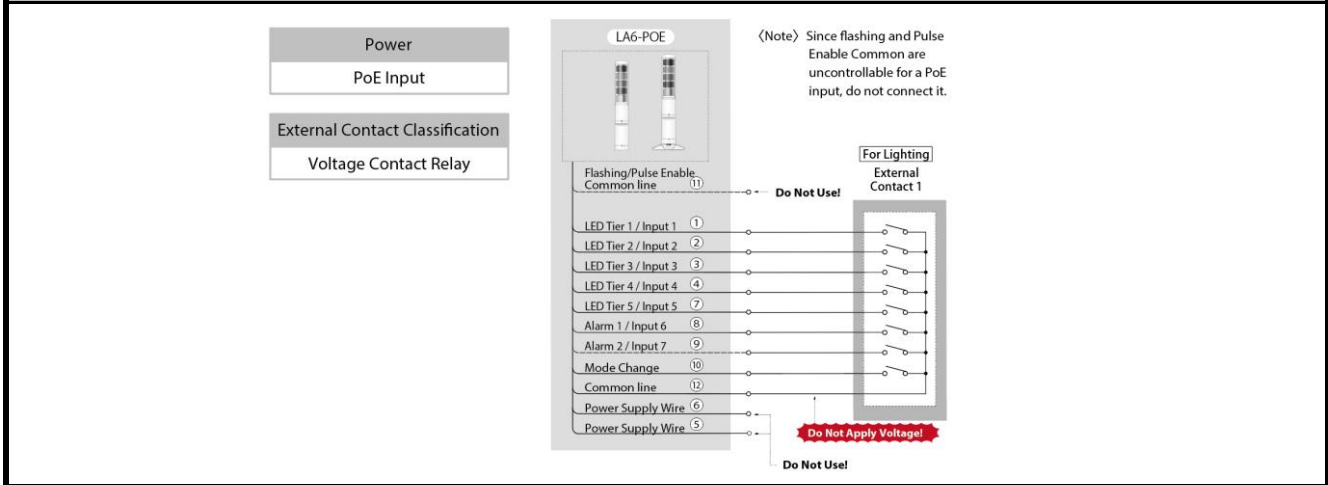 Power
PoE Input
External Contact Classification
Voltage Contact Relay
LA6-POE
〈Note〉 Since flashing and Pulse
Enable Common are
uncontrollable for a PoE
input, do not connect it.
For Lighting
External
Contact 1
Flashing/Pulse Enable
Common line ⑪
Do Not Use!
LED Tier 1 / Input 1 ①
LED Tier 2 / Input 2 ②
LED Tier 3 / Input 3 ③
LED Tier 4 / Input 4 ④
LED Tier 5 / Input 5 ⑦
Alarm 1 / Input 6 ⑧
Alarm 2 / Input 7 ⑨
Mode Change ⑩
Common line ⑫
Power Supply Wire ⑥
Power Supply Wire ⑤
Do Not Apply Voltage!
Do Not Use!